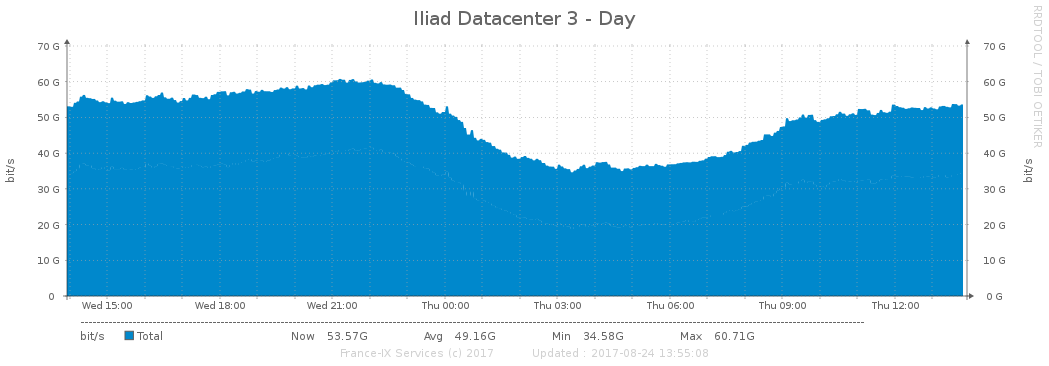 Iliad Datacenter 3 - Day
RRDTOOL / TOBI OETIKER
bit/s
bit/s
70 G 70 G
60 G 60 G
50 G 50 G
40 G 40 G
30 G 30 G
20 G 20 G
10 G 10 G
0 0 G
Wed 15:00 Wed 18:00 Wed 21:00 Thu 00:00 Thu 03:00 Thu 06:00 Thu 09:00 Thu 12:00
bit/s Total Now 53.57G Avg 49.16G Min 34.58G Max 60.71G
France-IX Services (c) 2017 Updated : 2017-08-24 13:55:08